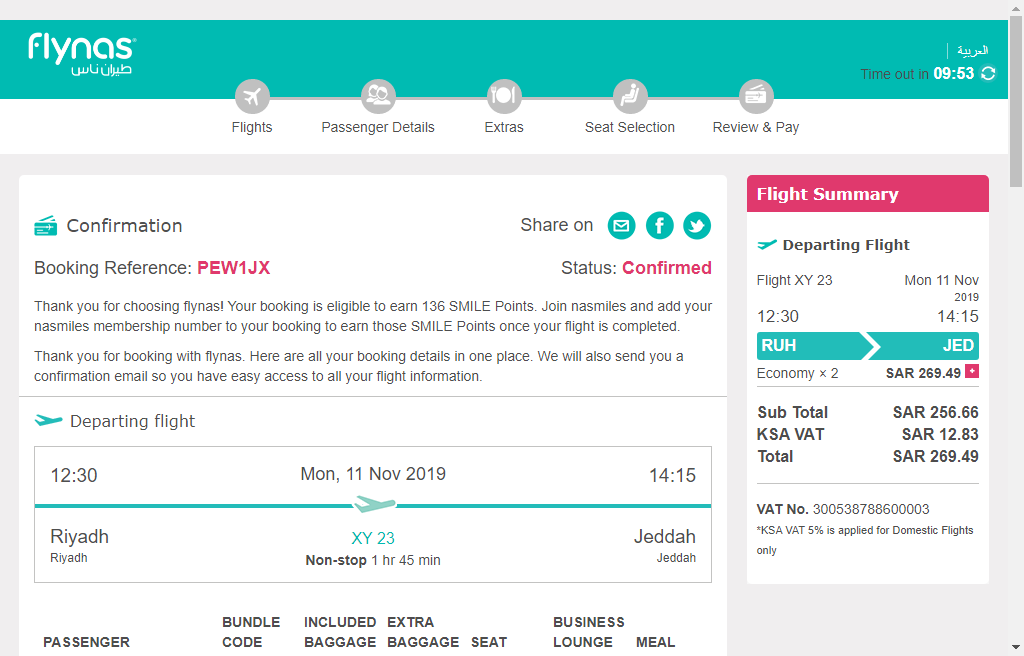 flynas
طيران ناس
العربية
Time out in 09:53
Flights
Passenger Details
Extras
Seat Selection
Review & Pay
Confirmation
Share on
Booking Reference: PEW1JX
Status: Confirmed
Thank you for choosing flynas! Your booking is eligible to earn 136 SMILE Points. Join nasmiles and add your
nasmiles membership number to your booking to earn those SMILE Points once your flight is completed.
Thank you for booking with flynas. Here are all your booking details in one place. We will also send you a
confirmation email so you have easy access to all your flight information.
Departing flight
12:30 Mon, 11 Nov 2019 14:15
Riyadh XY 23 Jeddah
Riyadh Non-stop 1 hr 45 min Jeddah
PASSENGER
BUNDLE
CODE
INCLUDED
BAGGAGE
EXTRA
BAGGAGE
SEAT
BUSINESS
LOUNGE
MEAL
Flight Summary
Departing Flight
Flight XY 23 Mon 11 Nov
2019
12:30 14:15
RUH JED
Economy × 2 SAR 269.49 +
Sub Total SAR 256.66
KSA VAT SAR 12.83
Total SAR 269.49
VAT No. 300538788600003
*KSA VAT 5% is applied for Domestic Flights
only